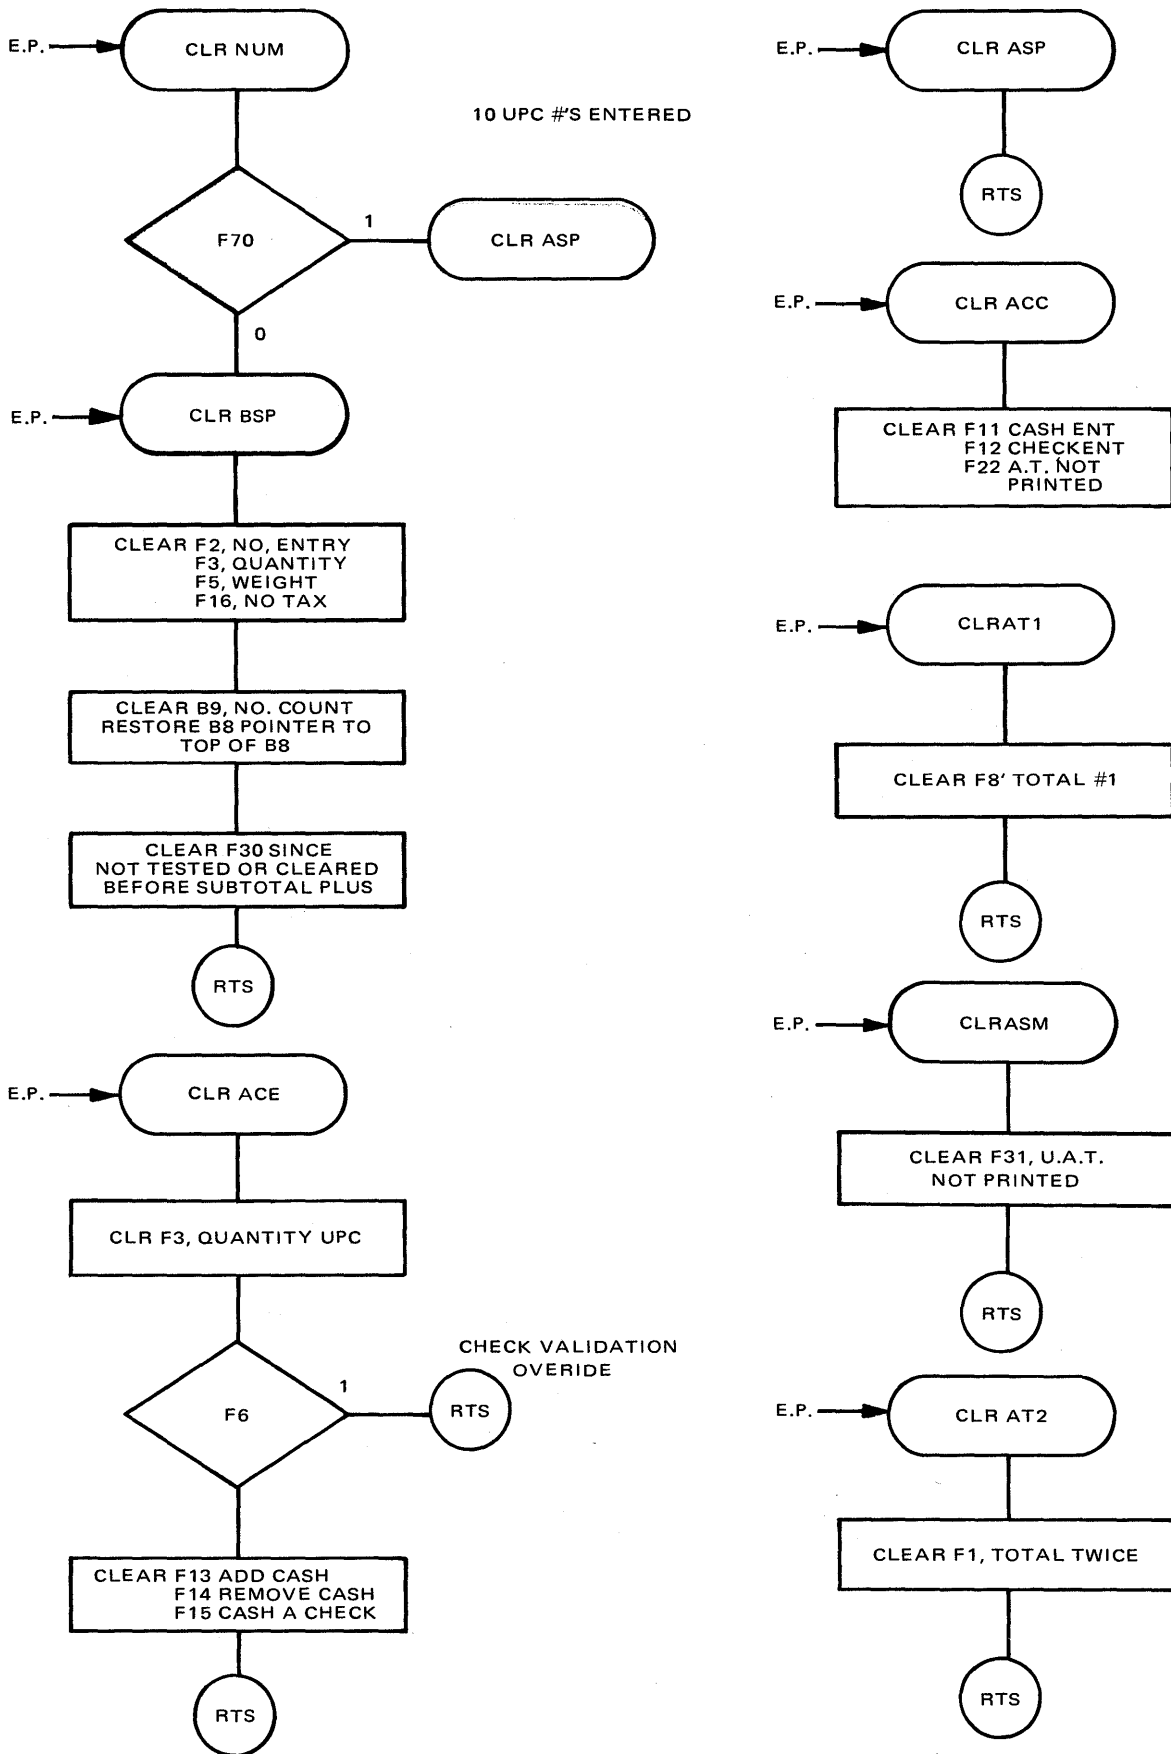 E.P.
CLR NUM
10 UPC #'S ENTERED
F70
1
CLR ASP
0
E.P.
CLR BSP
CLEAR F2, NO, ENTRY
F3, QUANTITY
F5, WEIGHT
F16, NO TAX
CLEAR B9, NO. COUNT
RESTORE B8 POINTER TO
TOP OF B8
CLEAR F30 SINCE
NOT TESTED OR CLEARED
BEFORE SUBTOTAL PLUS
RTS
E.P.
CLR ACE
CLR F3, QUANTITY UPC
F6
1
CHECK VALIDATION
OVERIDE
RTS
CLEAR F13 ADD CASH
F14 REMOVE CASH
F15 CASH A CHECK
RTS
E.P.
CLR ASP
RTS
E.P.
CLR ACC
CLEAR F11 CASH ENT
F12 CHECKENT
F22 A.T. NOT
PRINTED
E.P.
CLRAT1
CLEAR F8' TOTAL #1
RTS
E.P.
CLRASM
CLEAR F31, U.A.T.
NOT PRINTED
RTS
E.P.
CLR AT2
CLEAR F1, TOTAL TWICE
RTS